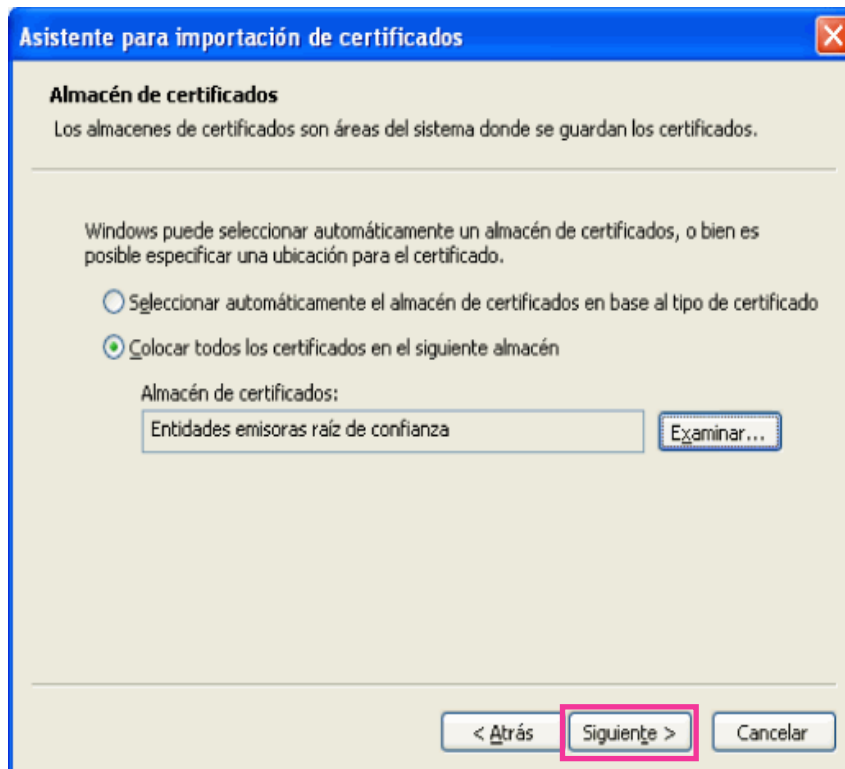 Asistente para importación de certificados
Almacén de certificados
Los almacenes de certificados son áreas del sistema donde se guardan los certificados.
Windows puede seleccionar automáticamente un almacén de certificados, o bien es
posible especificar una ubicación para el certificado.
Seleccionar automáticamente el almacén de certificados en base al tipo de certificado
Colocar todos los certificados en el siguiente almacén
Almacén de certificados:
Entidades emisoras raíz de confianza
Examinar...
< Atrás
Siguiente >
Cancelar